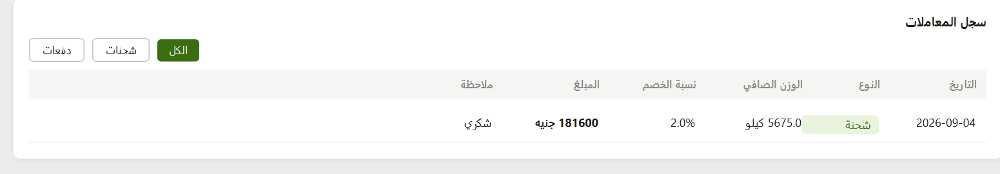 سجل المعاملات
الكل شحنات دفعات
التاريخ النوع الوزن الصافي نسبة الخصم المبلغ ملاحظة
2026-09-04 شحنة 5675.0 كيلو 2.0% 181600 جنيه شكري